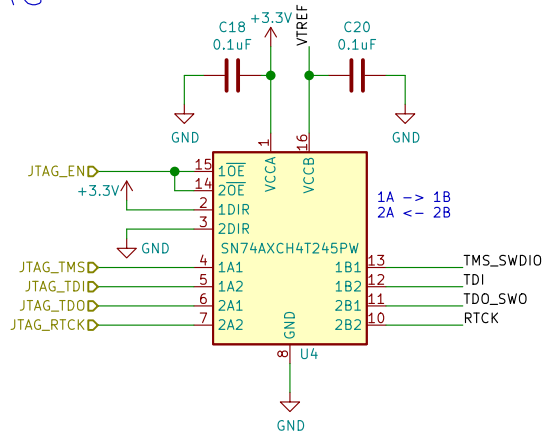 +3.3V
VTREF
C18
0.1uF
C20
0.1uF
GND
GND
1
16
VCCA
VCCB
JTAG_EN
15
1OE
14
2OE
+3.3V
2
1DIR
3
2DIR
GND
1A -> 1B
2A <- 2B
SN74AXCH4T245PW
JTAG_TMS
4
1A1
1B1
13
TMS_SWDIO
JTAG_TDI
5
1A2
1B2
12
TDI
JTAG_TDO
6
2A1
2B1
11
TDO_SWO
JTAG_RTCK
7
2A2
2B2
10
RTCK
GND
8
U4
GND